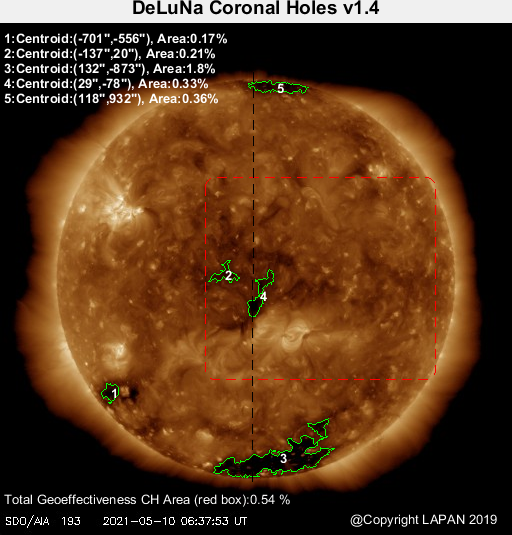 DeLuNa Coronal Holes v1.4
1:Centroid:(-701",-556"), Area:0.17%
2:Centroid:(-137",20"), Area:0.21%
3:Centroid:(132",-873"), Area:1.8%
4:Centroid:(29",-78"), Area:0.33%
5:Centroid:(118",932"), Area:0.36%
5
2
4
1
3
Total Geoeffectiveness CH Area (red box):0.54 %
SDO/AIA 193 2021-05-10 06:37:53 UT
@Copyright LAPAN 2019